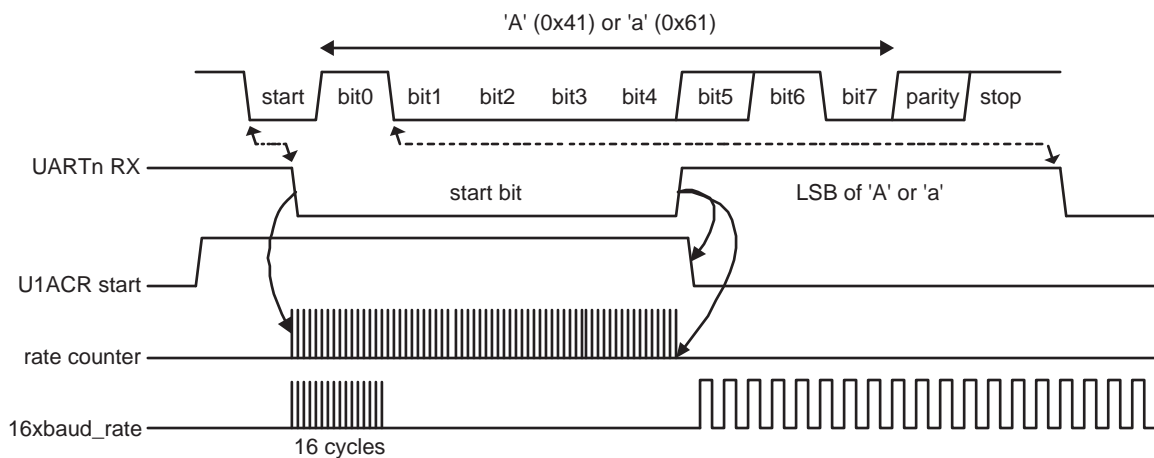 'A' (0x41) or 'a' (0x61)
start bit0 bit1 bit2 bit3 bit4 bit5 bit6 bit7 parity stop
UARTn RX
start bit
LSB of 'A' or 'a'
U1ACR start
rate counter
16xbaud_rate
16 cycles